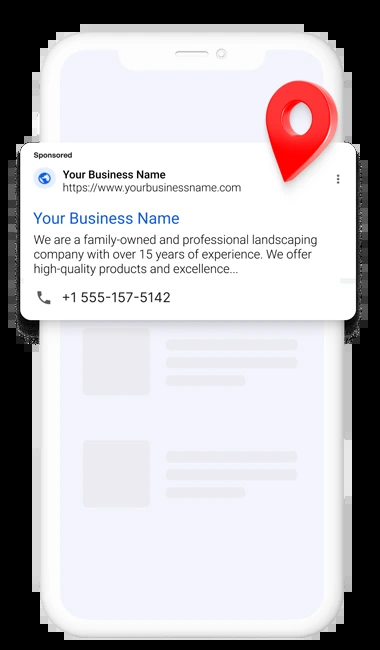 Sponsored
Your Business Name
https://www.yourbusinessname.com
Your Business Name
We are a family-owned and professional landscaping
company with over 15 years of experience. We offer
high-quality products and excellence...
+1 555-157-5142